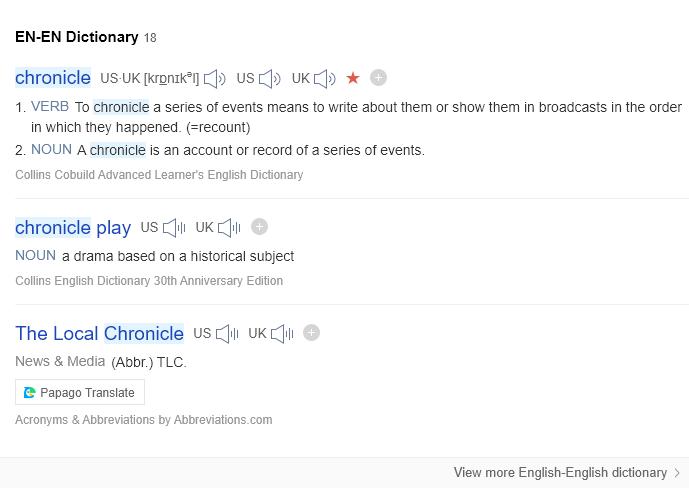 EN-EN Dictionary 18
chronicle US·UK [krɒnɪkᵊl] US UK
1. VERB To chronicle a series of events means to write about them or show them in broadcasts in the order
in which they happened. (=recount)
2. NOUN A chronicle is an account or record of a series of events.
Collins Cobuild Advanced Learner's English Dictionary
chronicle play US UK
NOUN a drama based on a historical subject
Collins English Dictionary 30th Anniversary Edition
The Local Chronicle US UK
News & Media (Abbr.) TLC.
Papago Translate
Acronyms & Abbreviations by Abbreviations.com
View more English-English dictionary